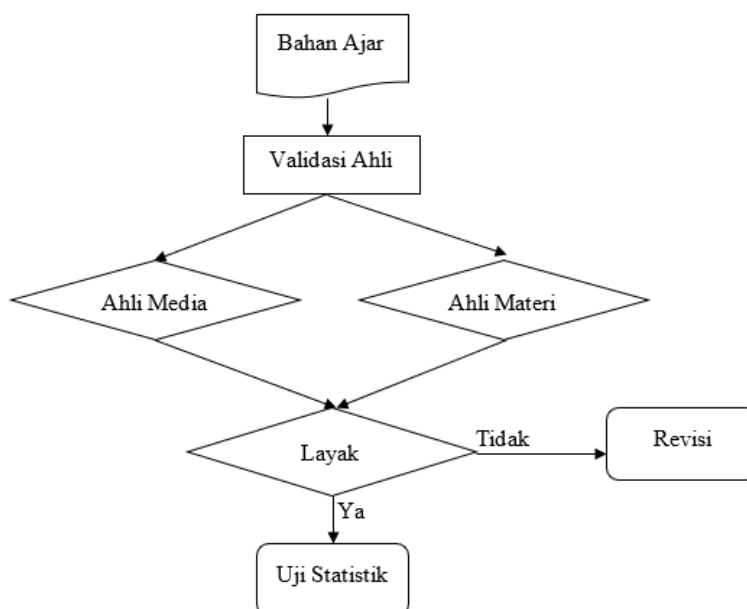 Bahan Ajar
Validasi Ahli
Ahli Media
Ahli Materi
Layak
Tidak
Revisi
Ya
Uji Statistik